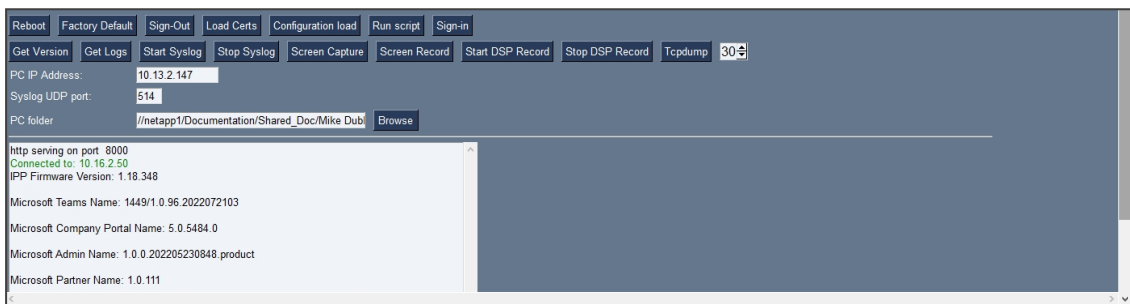 Reboot Factory Default Sign-Out Load Certs Configuration load Run script Sign-in
Get Version Get Logs Start Syslog Stop Syslog Screen Capture Screen Record Start DSP Record Stop DSP Record Tcpdump 30
PC IP Address: 10.13.2.147
Syslog UDP port: 514
PC folder //netapp1/Documentation/Shared_Doc/Mike Dubl Browse
http serving on port 8000
Connected to: 10.16.2.50
IPP Firmware Version: 1.18.348
Microsoft Teams Name: 1449/1.0.96.2022072103
Microsoft Company Portal Name: 5.0.5484.0
Microsoft Admin Name: 1.0.0.202205230848.product
Microsoft Partner Name: 1.0.111